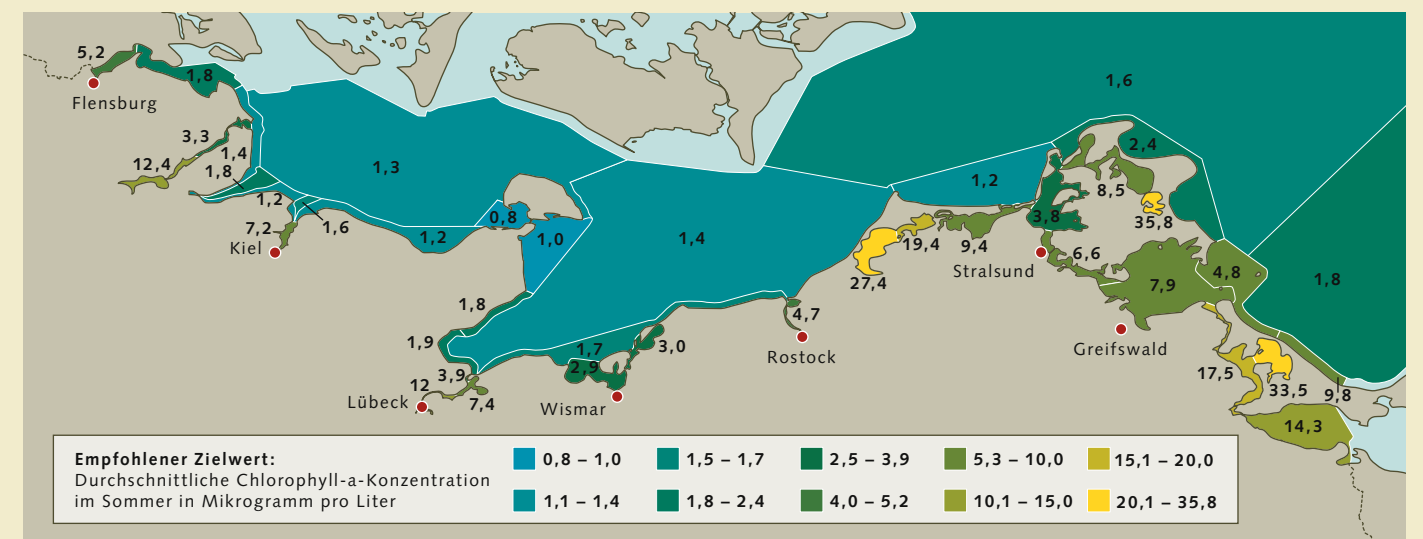 5,2
1,8
Flensburg
1,6
3,3
1,4
12,4
1,8
1,3
2,4
1,2
8,5
1,2
0,8
3,8
35,8
7,2
1,6
1,2
1,0
1,4
19,4
9,4
Kiel
Stralsund
6,6
4,8
27,4
7,9
1,8
1,8
4,7
1,9
1,7
3,0
Rostock
Greifswald
2,9
3,9
12
17,5
33,5
9,8
Lübeck
7,4
Wismar
14,3
Empfohlener Zielwert:
Durchschnittliche Chlorophyll-a-Konzentration
im Sommer in Mikrogramm pro Liter
0,8 – 1,0
1,1 – 1,4
1,5 – 1,7
1,8 – 2,4
2,5 – 3,9
4,0 – 5,2
5,3 – 10,0
10,1 – 15,0
15,1 – 20,0
20,1 – 35,8